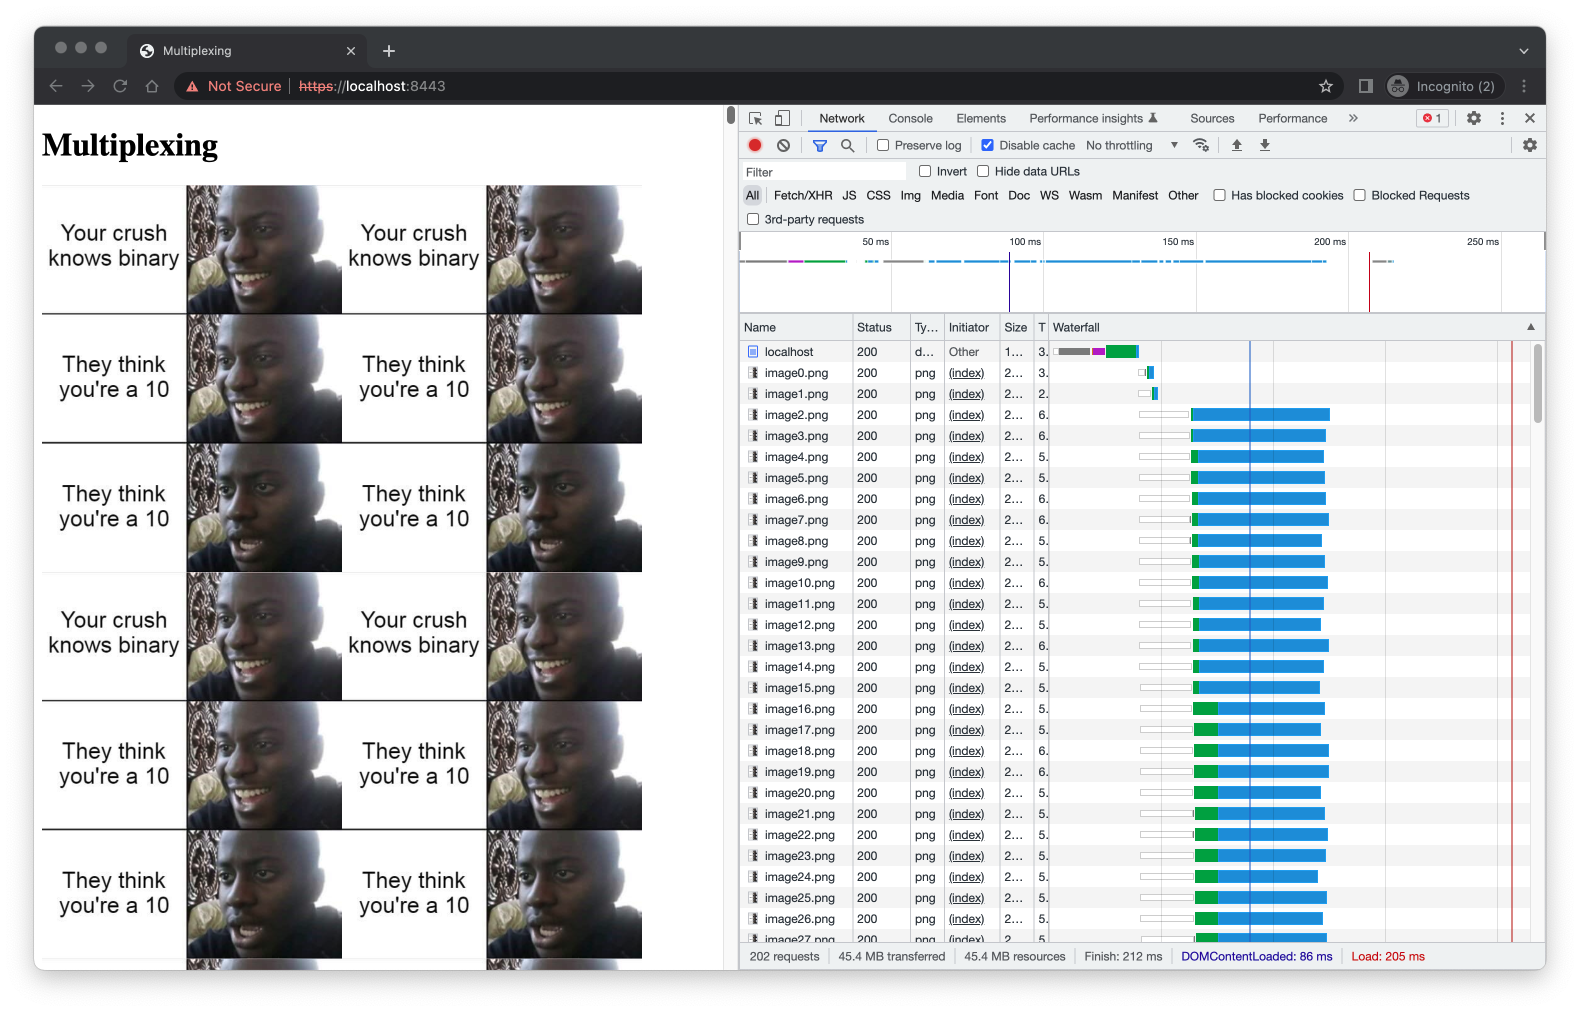 Multiplexing
Not Secure https://localhost:8443 Incognito (2)
Multiplexing
Your crush
knows binary
Your crush
knows binary
They think
you're a 10
They think
you're a 10
They think
you're a 10
They think
you're a 10
Your crush
knows binary
Your crush
knows binary
They think
you're a 10
They think
you're a 10
They think
you're a 10
They think
you're a 10
Network Console Elements Performance insights Sources Performance » 1
Preserve log Disable cache No throttling
Filter Invert Hide data URLs
All Fetch/XHR JS CSS Img Media Font Doc WS Wasm Manifest Other Has blocked cookies Blocked Requests
3rd-party requests
50 ms 100 ms 150 ms 200 ms 250 ms
Name Status Ty... Initiator Size T Waterfall
localhost 200 d... Other 1... 3.
image0.png 200 png (index) 2... 3.
image1.png 200 png (index) 2... 2.
image2.png 200 png (index) 2... 6.
image3.png 200 png (index) 2... 6.
image4.png 200 png (index) 2... 5.
image5.png 200 png (index) 2... 5.
image6.png 200 png (index) 2... 6.
image7.png 200 png (index) 2... 6.
image8.png 200 png (index) 2... 5.
image9.png 200 png (index) 2... 5.
image10.png 200 png (index) 2... 6.
image11.png 200 png (index) 2... 5.
image12.png 200 png (index) 2... 5.
image13.png 200 png (index) 2... 6.
image14.png 200 png (index) 2... 5.
image15.png 200 png (index) 2... 5.
image16.png 200 png (index) 2... 5.
image17.png 200 png (index) 2... 5.
image18.png 200 png (index) 2... 6.
image19.png 200 png (index) 2... 6.
image20.png 200 png (index) 2... 5.
image21.png 200 png (index) 2... 5.
image22.png 200 png (index) 2... 5.
image23.png 200 png (index) 2... 5.
image24.png 200 png (index) 2... 5.
image25.png 200 png (index) 2... 5.
image26.png 200 png (index) 2... 5.
image27.png 200 png (index) 2 5
202 requests 45.4 MB transferred 45.4 MB resources Finish: 212 ms DOMContentLoaded: 86 ms Load: 205 ms